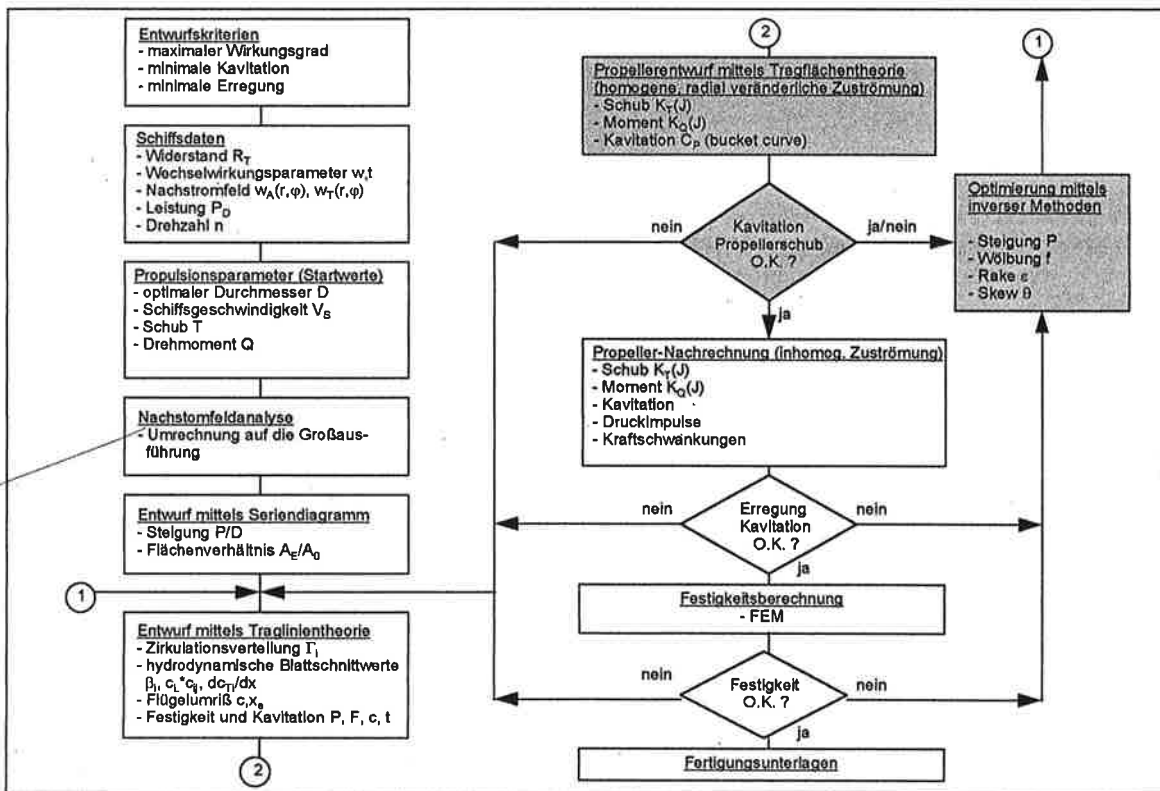 Entwurfskriterien
- maximaler Wirkungsgrad
- minimale Kavitation
- minimale Erregung
Schiffsdaten
- Widerstand R_T
- Wechselwirkungsparameter w,t
- Nachstromfeld w_A(r,φ), w_T(r,φ)
- Leistung P_D
- Drehzahl n
Propulsionsparameter (Startwerte)
- optimaler Durchmesser D
- Schiffsgeschwindigkeit V_S
- Schub T
- Drehmoment Q
Nachstomfeldanalyse
- Umrechnung auf die Großaus-
führung
Entwurf mittels Seriendiagramm
- Steigung P/D
- Flächenverhältnis A_E/A_0
1
Entwurf mittels Traglinientheorie
- Zirkulationsverteilung Γ_i
- hydrodynamische Blattschnittwerte
β_i, c_L*c_ij, dc_Ti/dx
- Flügelumriß c,x_e
- Festigkeit und Kavitation P, F, c, t
2
2
Propellerentwurf mittels Tragflächentheorie
(homogene, radial veränderliche Zuströmung)
- Schub K_T(J)
- Moment K_Q(J)
- Kavitation C_P (bucket curve)
nein
Kavitation
Propellerschub
O.K. ?
ja/nein
ja
Propeller-Nachrechnung (inhomog. Zuströmung)
- Schub K_T(J)
- Moment K_Q(J)
- Kavitation
- Druckimpulse
- Kraftschwankungen
nein
Erregung
Kavitation
O.K. ?
nein
ja
Festigkeitsberechnung
- FEM
nein
Festigkeit
O.K. ?
nein
ja
Fertigungsunterlagen
1
Optimierung mittels
inverser Methoden
- Steigung P
- Wölbung f
- Rake ε
- Skew θ